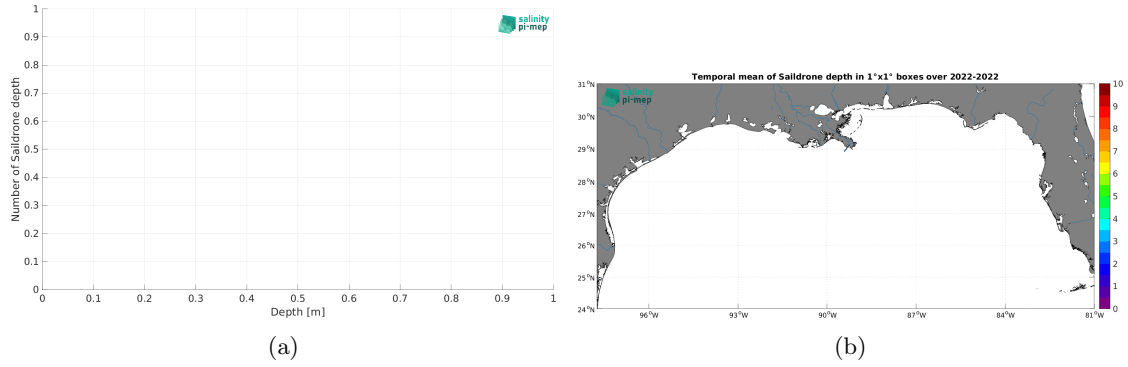 1
0.9
0.8
0.7
0.6
0.5
0.4
0.3
0.2
0.1
0
Number of Saildrone depth
0 0.1 0.2 0.3 0.4 0.5 0.6 0.7 0.8 0.9 1
Depth [m]
salinity
pi-mep
(a)
Temporal mean of Saildrone depth in 1°x1° boxes over 2022-2022
salinity
pi-mep
31°N
30°N
29°N
28°N
27°N
26°N
25°N
24°N
96°W 93°W 90°W 87°W 84°W 81°W
10
9
8
7
6
5
4
3
2
1
0
(b)